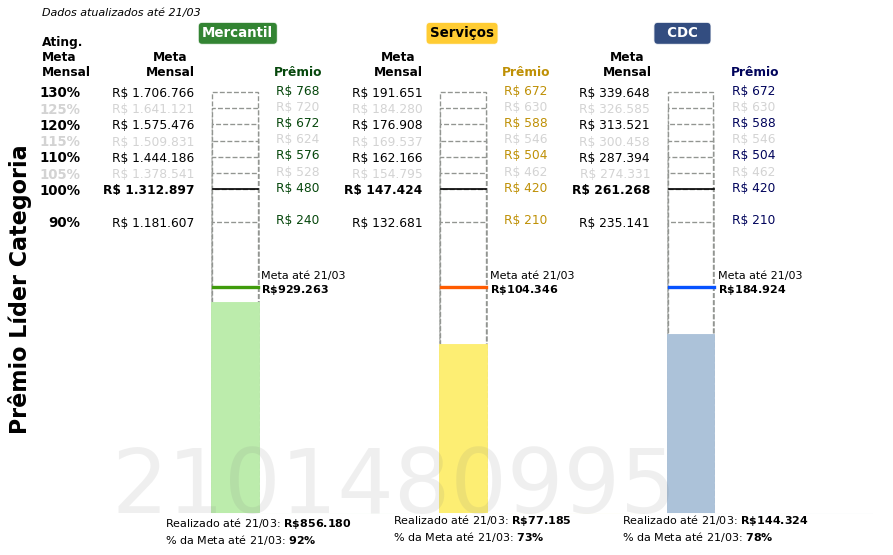 Dados atualizados até 21/03
Mercantil Serviços CDC
Ating. Meta Mensal Meta Mensal Prêmio Meta Mensal Prêmio Meta Mensal Prêmio
130% R$ 1.706.766 R$ 768 R$ 191.651 R$ 672 R$ 339.648 R$ 672
125% R$ 1.641.121 R$ 720 R$ 184.280 R$ 630 R$ 326.585 R$ 630
120% R$ 1.575.476 R$ 672 R$ 176.908 R$ 588 R$ 313.521 R$ 588
115% R$ 1.509.831 R$ 624 R$ 169.537 R$ 546 R$ 300.458 R$ 546
110% R$ 1.444.186 R$ 576 R$ 162.166 R$ 504 R$ 287.394 R$ 504
105% R$ 1.378.541 R$ 528 R$ 154.795 R$ 462 R$ 274.331 R$ 462
100% R$ 1.312.897 R$ 480 R$ 147.424 R$ 420 R$ 261.268 R$ 420
90% R$ 1.181.607 R$ 240 R$ 132.681 R$ 210 R$ 235.141 R$ 210
Meta até 21/03 Meta até 21/03 Meta até 21/03
R$929.263 R$104.346 R$184.924
Prêmio Líder Categoria
2101480995
Realizado até 21/03: R$856.180 Realizado até 21/03: R$77.185 Realizado até 21/03: R$144.324
% da Meta até 21/03: 92% % da Meta até 21/03: 73% % da Meta até 21/03: 78%